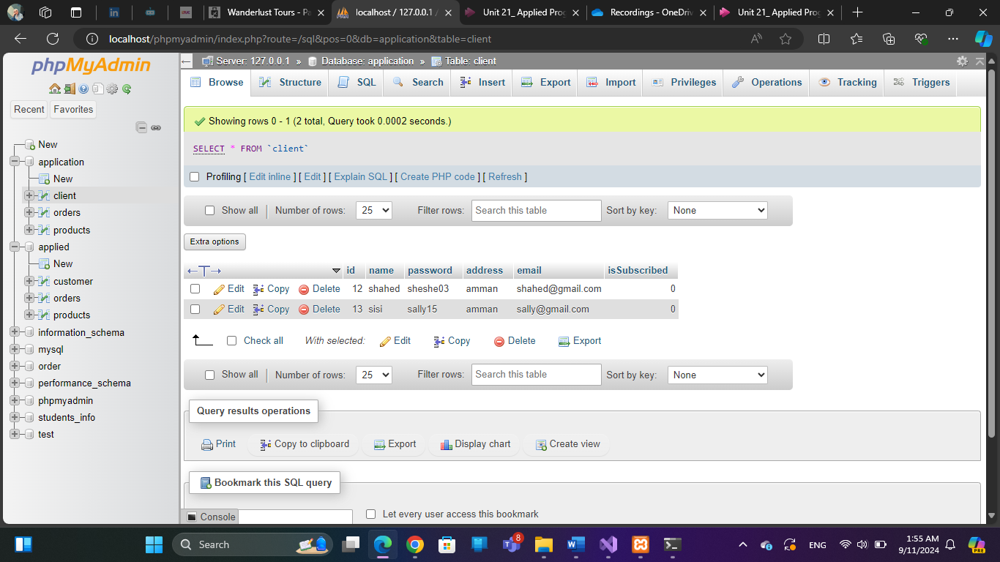 Wanderlust Tours - Pa
localhost / 127.0.0.1 /
Unit 21_ Applied Prog
Recordings - OneDriv
Unit 21_ Applied Prog
localhost/phpmyadmin/index.php?route=/sql&pos=0&db=application&table=client
phpMyAdmin
Recent Favorites
New
application
New
client
orders
products
applied
New
customer
orders
products
information_schema
mysql
order
performance_schema
phpmyadmin
students_info
test
Server: 127.0.0.1 » Database: application » Table: client
Browse Structure SQL Search Insert Export Import Privileges Operations Tracking Triggers
Showing rows 0 - 1 (2 total, Query took 0.0002 seconds.)
SELECT * FROM `client`
Profiling [ Edit inline ] [ Edit ] [ Explain SQL ] [ Create PHP code ] [ Refresh ]
Show all | Number of rows: 25 Filter rows: Search this table Sort by key: None
Extra options
id name password address email isSubscribed
Edit Copy Delete 12 shahed sheshe03 amman shahed@gmail.com 0
Edit Copy Delete 13 sisi sally15 amman sally@gmail.com 0
Check all With selected: Edit Copy Delete Export
Show all | Number of rows: 25 Filter rows: Search this table Sort by key: None
Query results operations
Print Copy to clipboard Export Display chart Create view
Bookmark this SQL query
Console
Let every user access this bookmark
Search
8
ENG
1:55 AM
9/11/2024
PRE